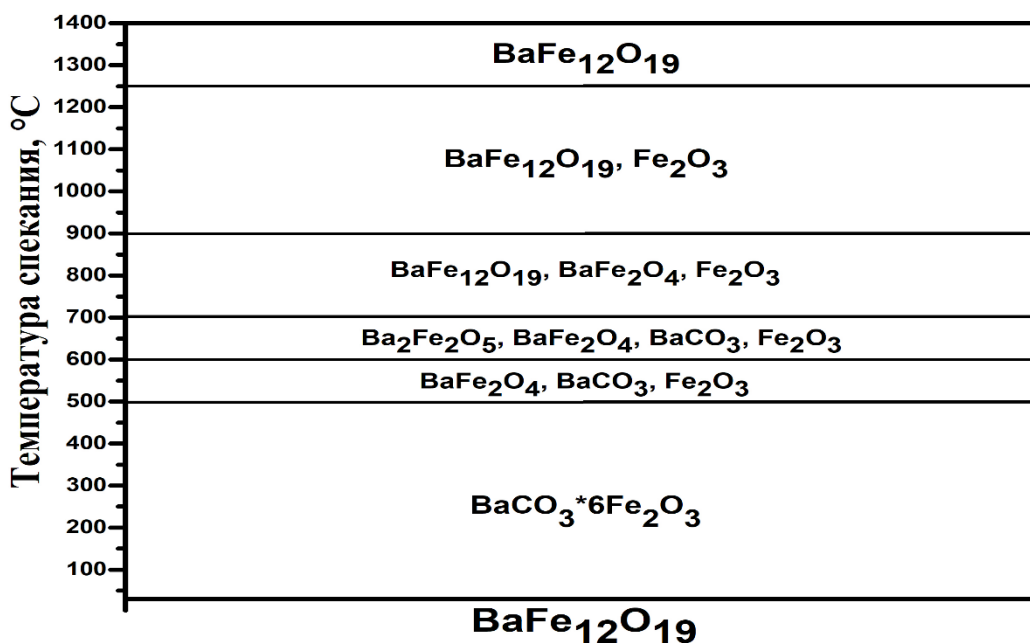 Температура спекания, °C
1400
1300
1200
1100
1000
900
800
700
600
500
400
300
200
100
BaFe₁₂O₁₉
BaFe₁₂O₁₉, Fe₂O₃
BaFe₁₂O₁₉, BaFe₂O₄, Fe₂O₃
Ba₂Fe₂O₅, BaFe₂O₄, BaCO₃, Fe₂O₃
BaFe₂O₄, BaCO₃, Fe₂O₃
BaCO₃*6Fe₂O₃
BaFe₁₂O₁₉